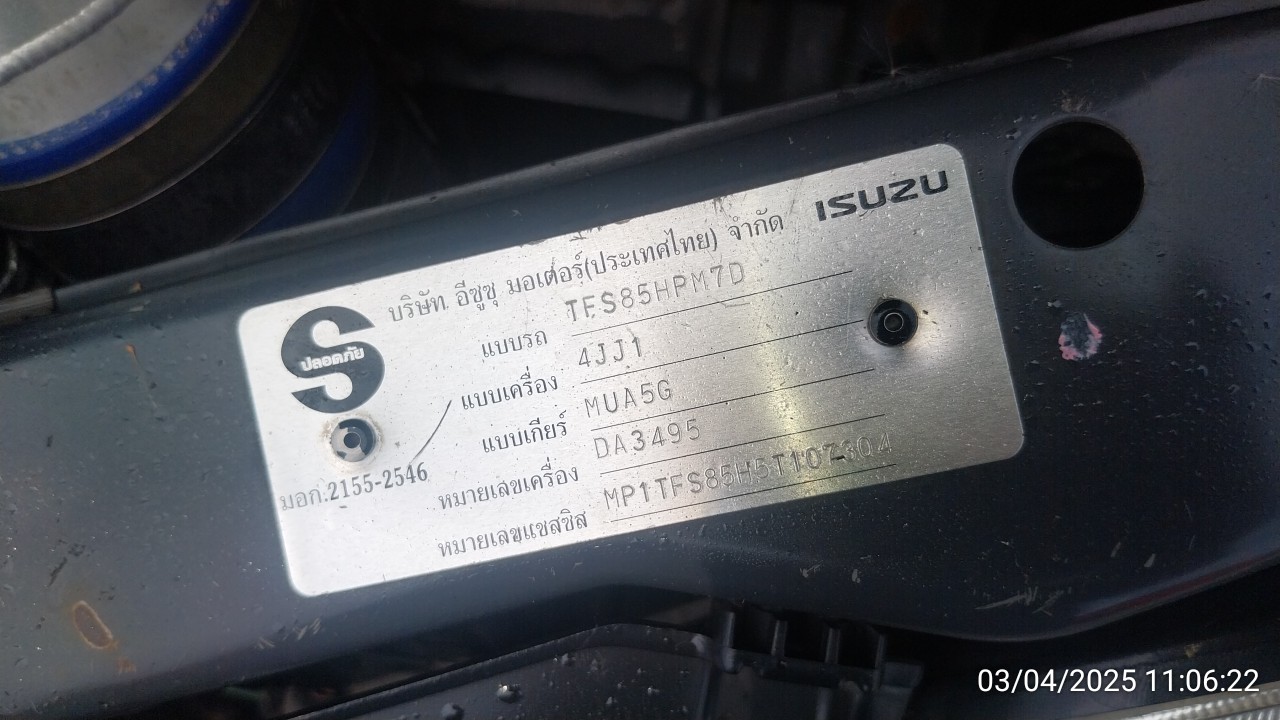 ISUZU
บริษัท อีซูซุ มอเตอร์(ประเทศไทย) จำกัด
ปลอดภัย
แบบรถ TFS85HPM7D
แบบเครื่อง 4JJ1
แบบเกียร์ MUA5G
หมายเลขเครื่อง DA3495
มอก.2155-2546
หมายเลขแชสซิส MP1TFS85H5T107304
03/04/2025 11:06:22